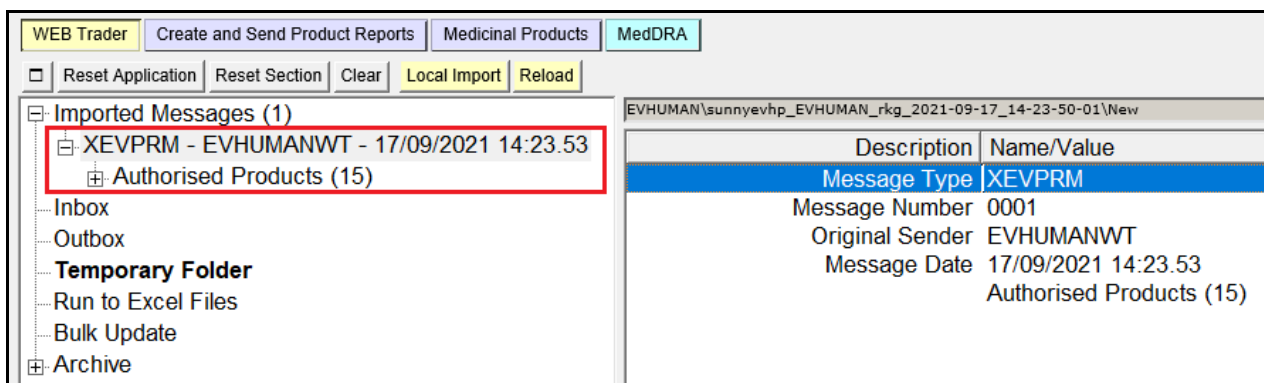 WEB Trader Create and Send Product Reports Medicinal Products MedDRA
Reset Application Reset Section Clear Local Import Reload
Imported Messages (1)
XEVPRM - EVHUMANWT - 17/09/2021 14:23.53
Authorised Products (15)
Inbox
Outbox
Temporary Folder
Run to Excel Files
Bulk Update
Archive
EVHUMAN\sunnyevhp_EVHUMAN_rkg_2021-09-17_14-23-50-01\New
Description Name/Value
Message Type XEVPRM
Message Number 0001
Original Sender EVHUMANWT
Message Date 17/09/2021 14:23.53
Authorised Products (15)